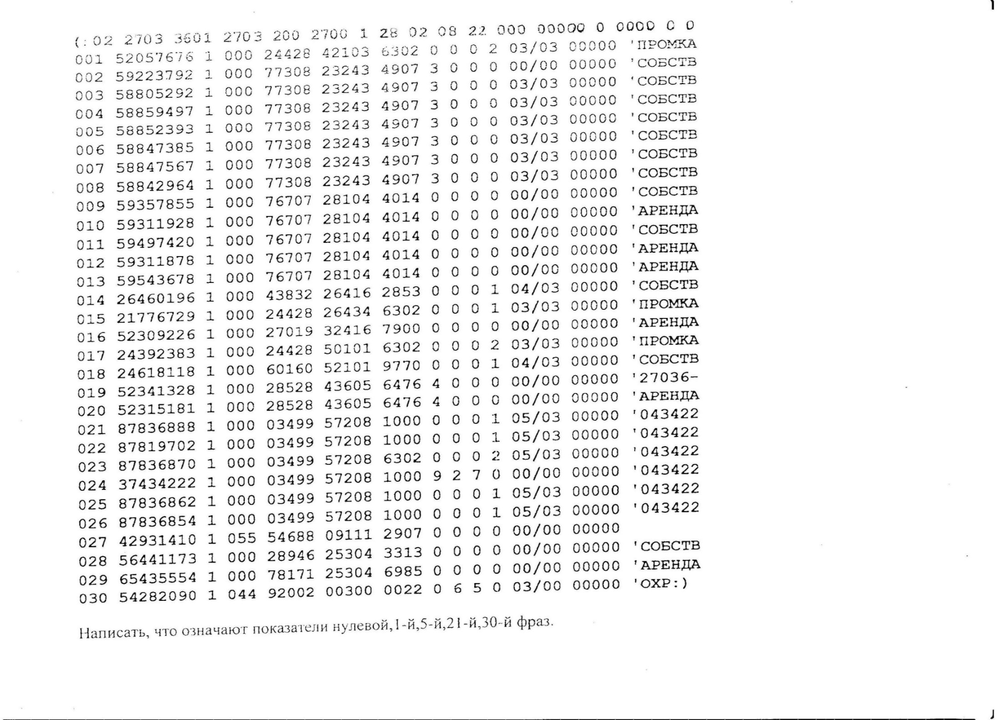 (:02 2703 3601 2703 200 2700 1 28 02 08 22 000 00000 0 0000 0 0
001 52057676 1 000 24428 42103 6302 0 0 0 2 03/03 00000 'ПРОМКА
002 59223792 1 000 77308 23243 4907 3 0 0 0 00/00 00000 'СОБСТВ
003 58805292 1 000 77308 23243 4907 3 0 0 0 03/03 00000 'СОБСТВ
004 58859497 1 000 77308 23243 4907 3 0 0 0 03/03 00000 'СОБСТВ
005 58852393 1 000 77308 23243 4907 3 0 0 0 03/03 00000 'СОБСТВ
006 58847385 1 000 77308 23243 4907 3 0 0 0 03/03 00000 'СОБСТВ
007 58847567 1 000 77308 23243 4907 3 0 0 0 03/03 00000 'СОБСТВ
008 58842964 1 000 77308 23243 4907 3 0 0 0 03/03 00000 'СОБСТВ
009 59357855 1 000 76707 28104 4014 0 0 0 0 00/00 00000 'СОБСТВ
010 59311928 1 000 76707 28104 4014 0 0 0 0 00/00 00000 'АРЕНДА
011 59497420 1 000 76707 28104 4014 0 0 0 0 00/00 00000 'СОБСТВ
012 59311878 1 000 76707 28104 4014 0 0 0 0 00/00 00000 'АРЕНДА
013 59543678 1 000 76707 28104 4014 0 0 0 0 00/00 00000 'АРЕНДА
014 26460196 1 000 43832 26416 2853 0 0 0 1 04/03 00000 'СОБСТВ
015 21776729 1 000 24428 26434 6302 0 0 0 1 03/03 00000 'ПРОМКА
016 52309226 1 000 27019 32416 7900 0 0 0 0 00/00 00000 'АРЕНДА
017 24392383 1 000 24428 50101 6302 0 0 0 2 03/03 00000 'ПРОМКА
018 24618118 1 000 60160 52101 9770 0 0 0 1 04/03 00000 'СОБСТВ
019 52341328 1 000 28528 43605 6476 4 0 0 0 00/00 00000 '27036-
020 52315181 1 000 28528 43605 6476 4 0 0 0 00/00 00000 'АРЕНДА
021 87836888 1 000 03499 57208 1000 0 0 0 1 05/03 00000 '043422
022 87819702 1 000 03499 57208 1000 0 0 0 1 05/03 00000 '043422
023 87836870 1 000 03499 57208 6302 0 0 0 2 05/03 00000 '043422
024 37434222 1 000 03499 57208 1000 9 2 7 0 00/00 00000 '043422
025 87836862 1 000 03499 57208 1000 0 0 0 1 05/03 00000 '043422
026 87836854 1 000 03499 57208 1000 0 0 0 1 05/03 00000 '043422
027 42931410 1 055 54688 09111 2907 0 0 0 0 00/00 00000
028 56441173 1 000 28946 25304 3313 0 0 0 0 00/00 00000 'СОБСТВ
029 65435554 1 000 78171 25304 6985 0 0 0 0 00/00 00000 'АРЕНДА
030 54282090 1 044 92002 00300 0022 0 6 5 0 03/00 00000 'ОХР:)
Написать, что означают показатели нулевой,1-й,5-й,21-й,30-й фраз.